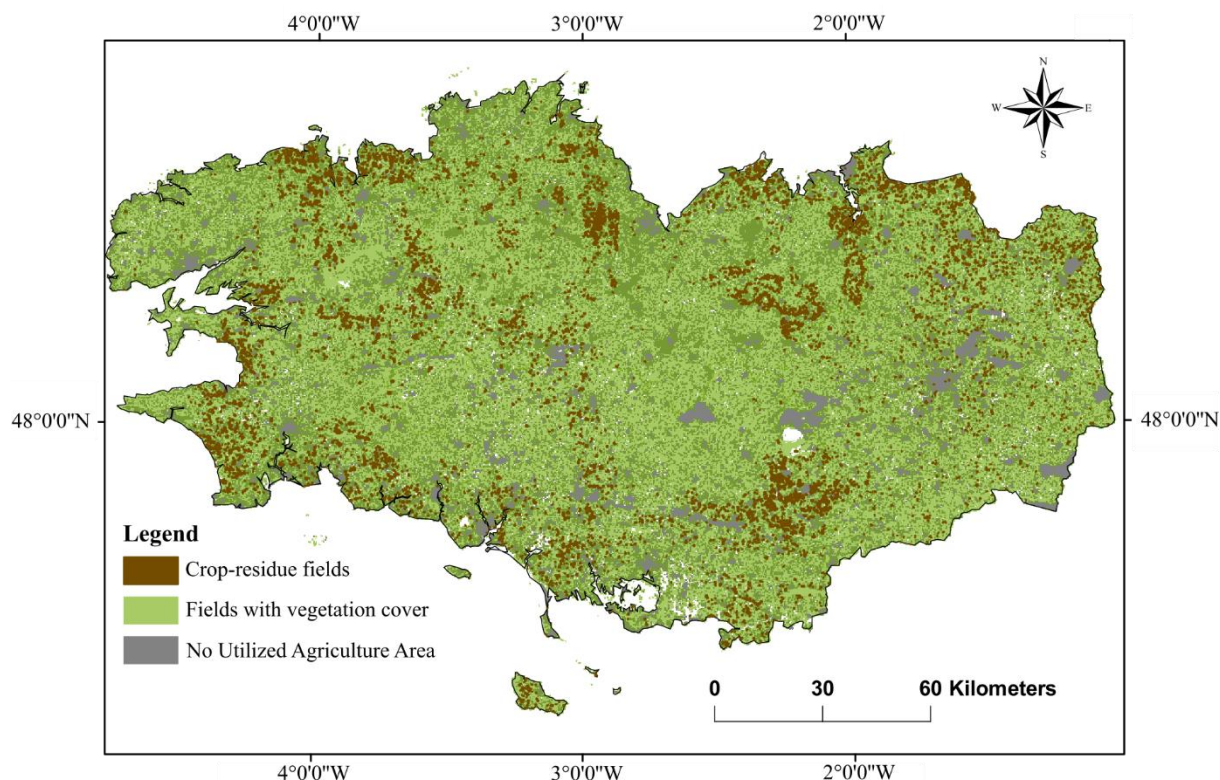 4°0'0"W 3°0'0"W 2°0'0"W
N
W E
S
48°0'0"N 48°0'0"N
Legend
Crop-residue fields
Fields with vegetation cover
No Utilized Agriculture Area
0 30 60 Kilometers
4°0'0"W 3°0'0"W 2°0'0"W